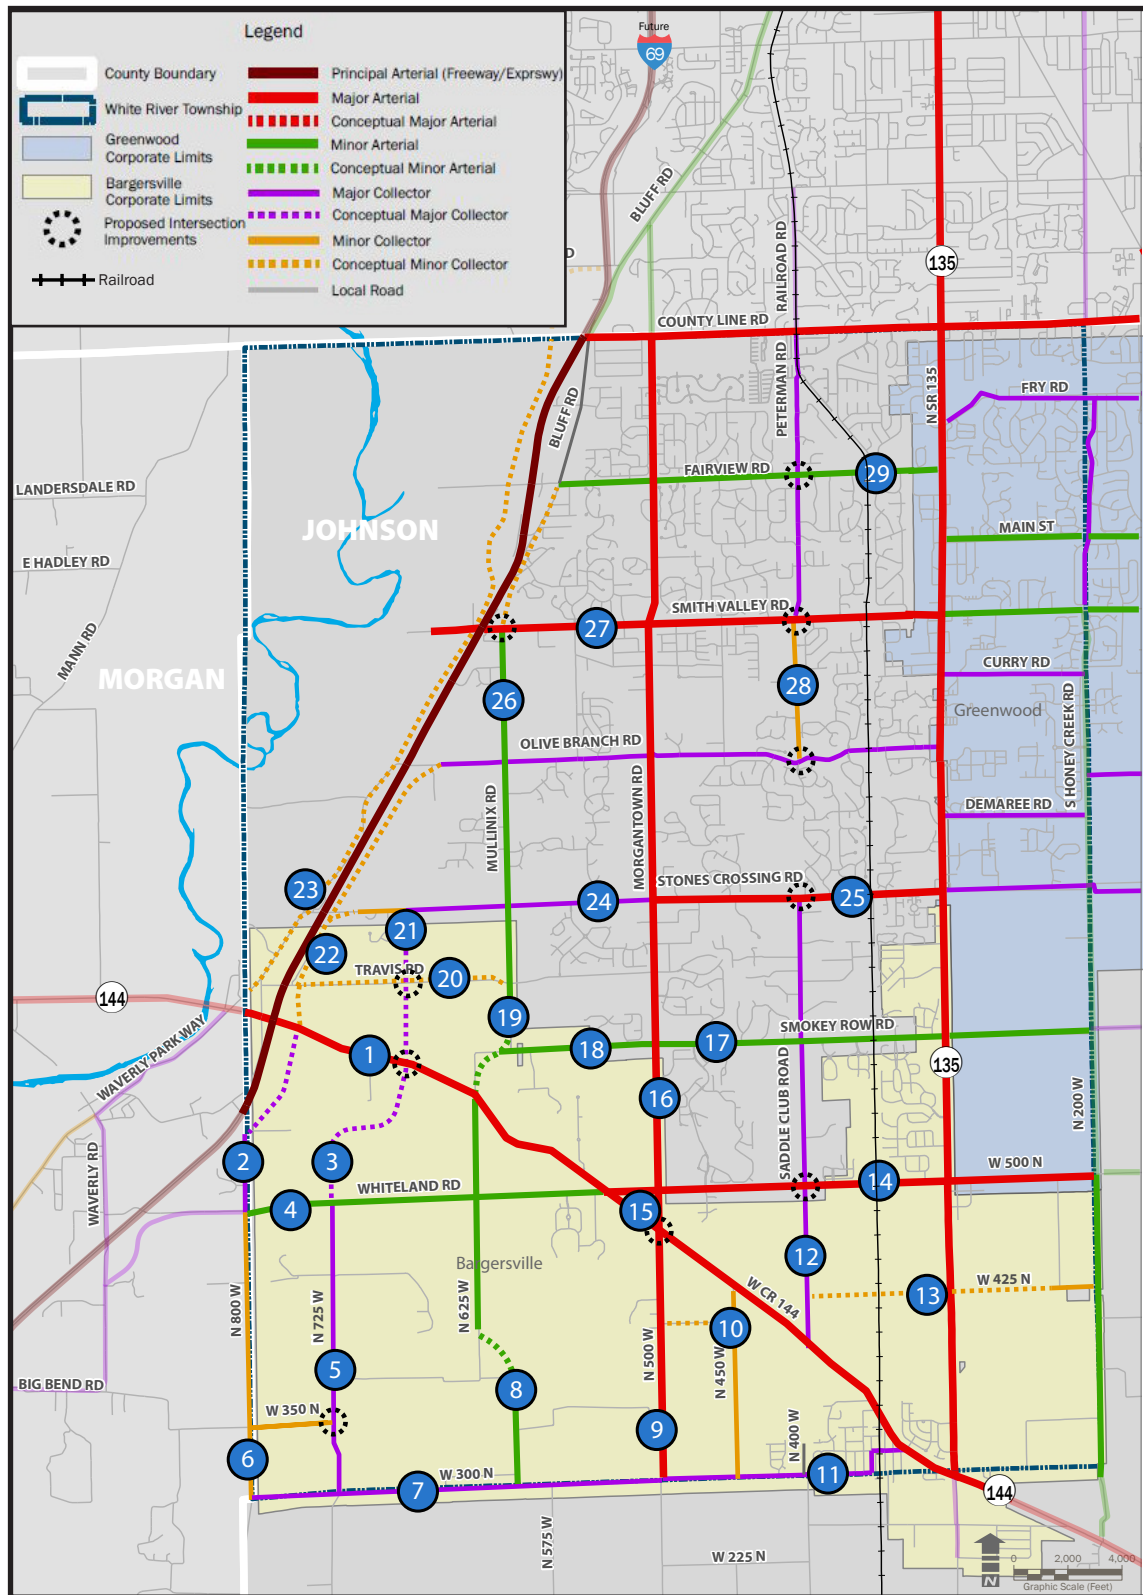 Legend
County Boundary
White River Township
Greenwood
Corporate Limits
Bargersville
Corporate Limits
Proposed Intersection
Improvements
Railroad
Principal Arterial (Freeway/Exprswy)
Major Arterial
Conceptual Major Arterial
Minor Arterial
Conceptual Minor Arterial
Major Collector
Conceptual Major Collector
Minor Collector
Conceptual Minor Collector
Local Road
Future
69
BLUFF RD
D
RAILROAD RD
135
COUNTY LINE RD
PETERMAN RD
N SR 135
FRY RD
BLUFF RD
FAIRVIEW RD
29
LANDERSDALE RD
JOHNSON
MAIN ST
E HADLEY RD
SMITH VALLEY RD
27
MANN RD
MORGAN
CURRY RD
28
26
Greenwood
S HONEY CREEK RD
OLIVE BRANCH RD
MULLINIX RD
MORGANTOWN RD
DEMAREE RD
STONES CROSSING RD
23
24
25
21
22
TRAVIS RD
20
144
19
SMOKEY ROW RD
WAVERLY PARK WAY
1
18
17
135
16
SADDLE CLUB ROAD
N 200 W
2
3
W 500 N
14
WHITELAND RD
4
15
WAVERLY RD
12
Bargersville
W CR 144
W 425 N
13
N 800 W
N 725 W
N 625 W
10
N 500 W
N 450 W
5
8
BIG BEND RD
W 350 N
9
N 400 W
6
W 300 N
11
7
144
N 575 W
W 225 N
N
0 2,000 4,000
Graphic Scale (Feet)